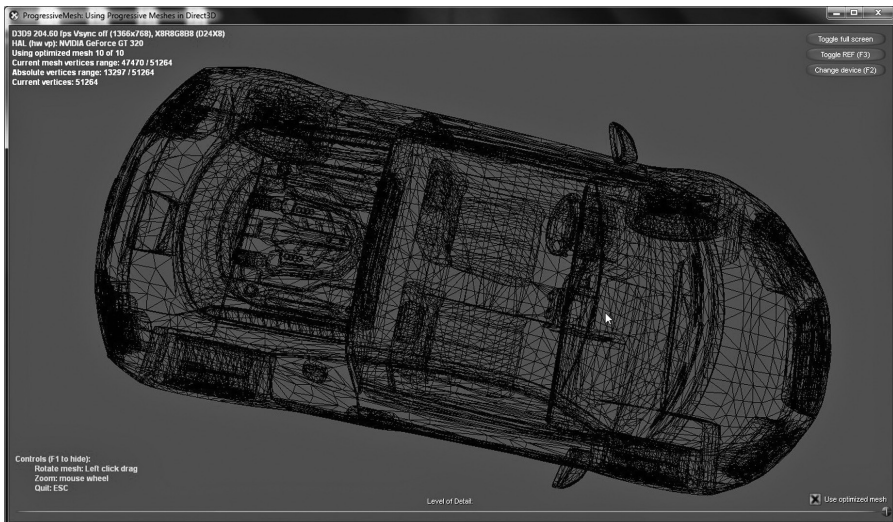 ProgressiveMesh: Using Progressive Meshes in Direct3D
D3D9 204.60 fps Vsync off (1366x768), X8R8G8B8 (D24X8)
HAL (hw vp): NVIDIA GeForce GT 320
Using optimized mesh 10 of 10
Current mesh vertices range: 47470 / 51264
Absolute vertices range: 13297 / 51264
Current vertices: 51264
Toggle full screen
Toggle REF (F3)
Change device (F2)
Controls (F1 to hide):
Rotate mesh: Left click drag
Zoom: mouse wheel
Quit: ESC
Level of Detail:
Use optimized mesh